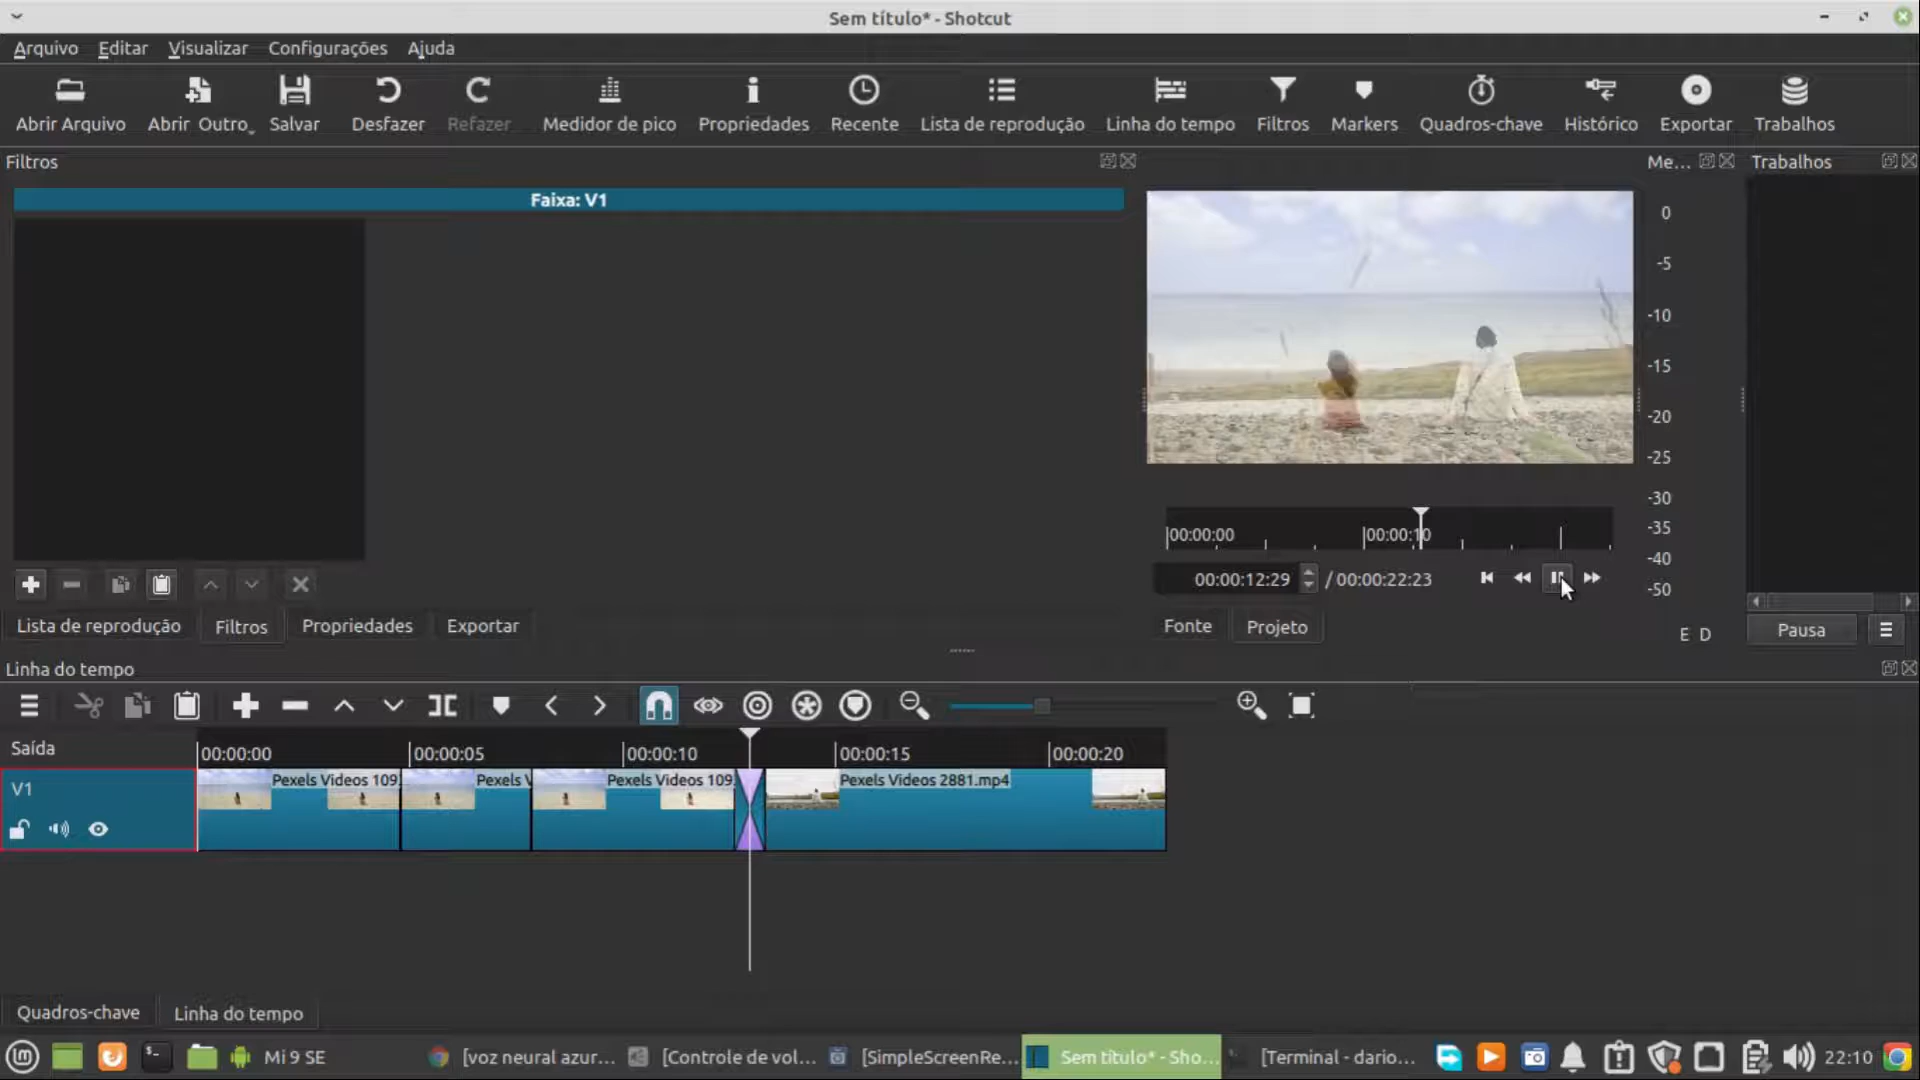 Sem título* - Shotcut
Arquivo Editar Visualizar Configurações Ajuda
Abrir Arquivo Abrir Outro Salvar Desfazer Refazer Medidor de pico Propriedades Recente Lista de reprodução Linha do tempo Filtros Markers Quadros-chave Histórico Exportar Trabalhos
Filtros Me... Trabalhos
Faixa: V1
0
-5
-10
-15
-20
-25
-30
-35
-40
-50
E D
00:00:00 00:00:10
00:00:12:29 / 00:00:22:23
Lista de reprodução Filtros Propriedades Exportar
Fonte Projeto
Pausa
Linha do tempo
Saída 00:00:00 00:00:05 00:00:10 00:00:15 00:00:20
V1 Pexels Videos 109 Pexels V Pexels Videos 109 Pexels Videos 2881.mp4
Quadros-chave Linha do tempo
Mi 9 SE [voz neural azur... [Controle de vol... [SimpleScreenRe... Sem título* - Sho... [Terminal - dario... 22:10